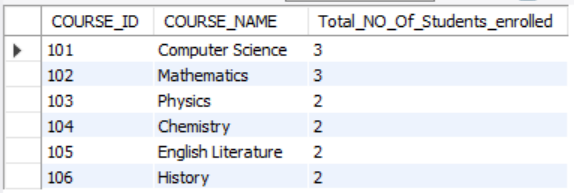 COURSE_ID COURSE_NAME Total_NO_Of_Students_enrolled
101 Computer Science 3
102 Mathematics 3
103 Physics 2
104 Chemistry 2
105 English Literature 2
106 History 2